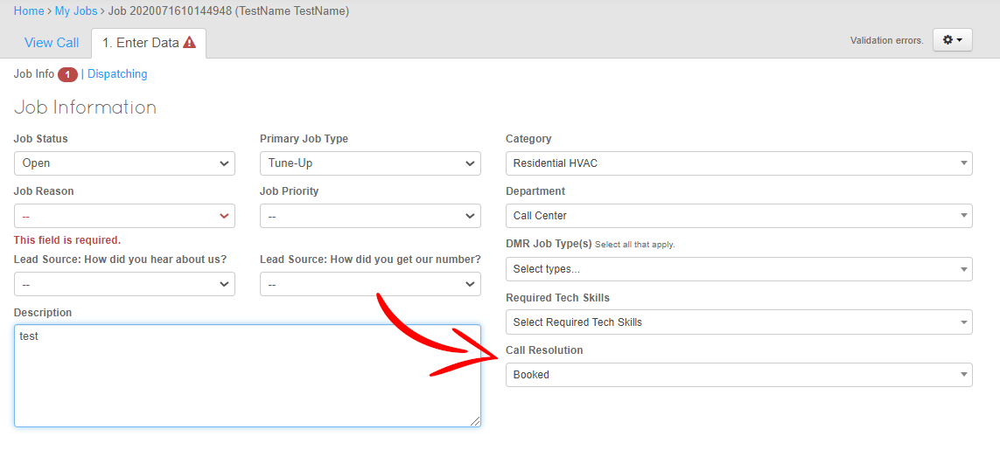 Home > My Jobs > Job 2020071610144948 (TestName TestName)
View Call
1. Enter Data
Validation errors.
Job Info 1 | Dispatching
Job Information
Job Status
Open
Primary Job Type
Tune-Up
Category
Residential HVAC
Job Reason
--
This field is required.
Job Priority
--
Department
Call Center
DMR Job Type(s) Select all that apply.
Select types...
Lead Source: How did you hear about us?
--
Lead Source: How did you get our number?
--
Required Tech Skills
Select Required Tech Skills
Description
test
Call Resolution
Booked